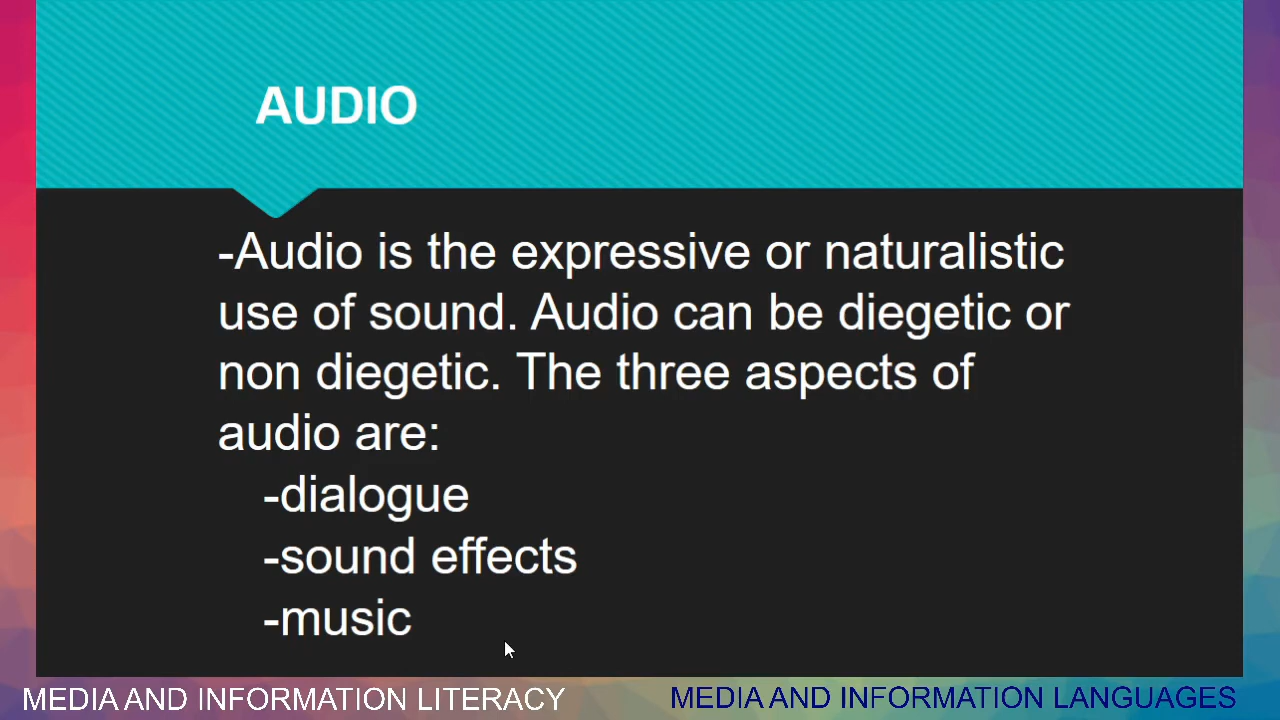 AUDIO
-Audio is the expressive or naturalistic
use of sound. Audio can be diegetic or
non diegetic. The three aspects of
audio are:
-dialogue
-sound effects
-music
MEDIA AND INFORMATION LITERACY
MEDIA AND INFORMATION LANGUAGES